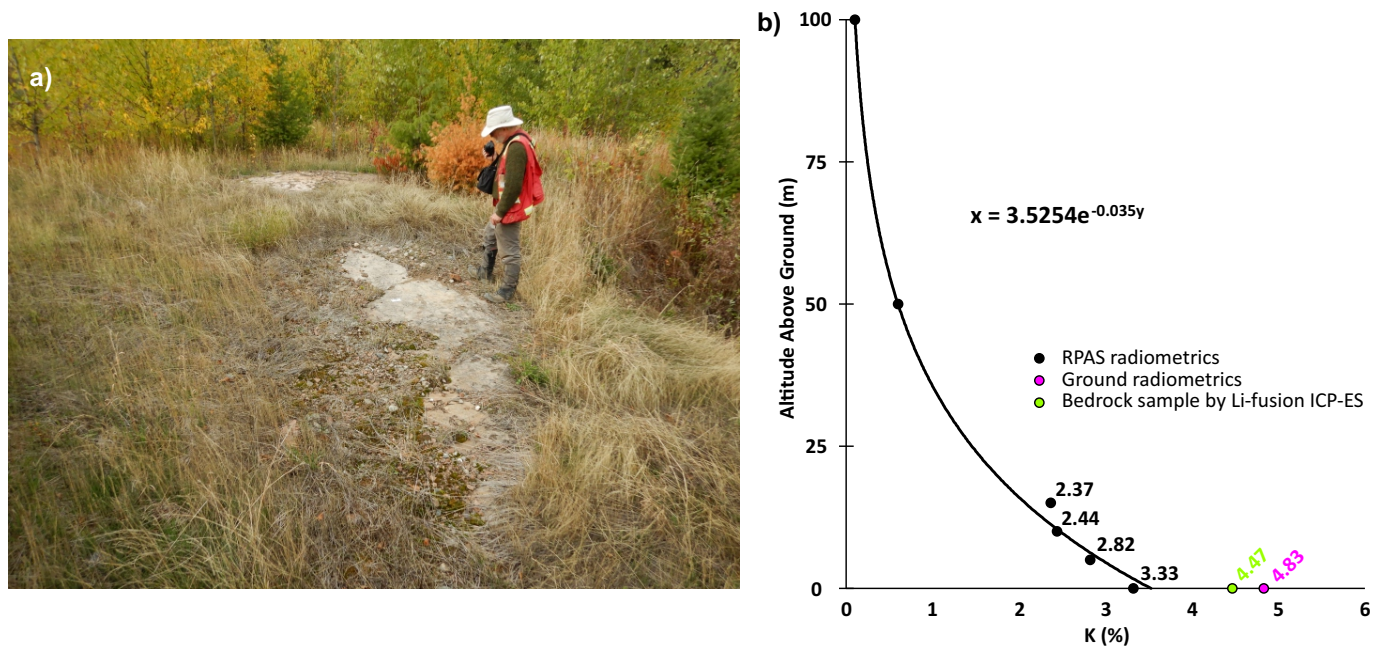 a)
b)
100
75
50
25
0
Altitude Above Ground (m)
x = 3.5254e^-0.035y
RPAS radiometrics
Ground radiometrics
Bedrock sample by Li-fusion ICP-ES
2.37
2.44
2.82
3.33
4.47
4.83
0 1 2 3 4 5 6
K (%)